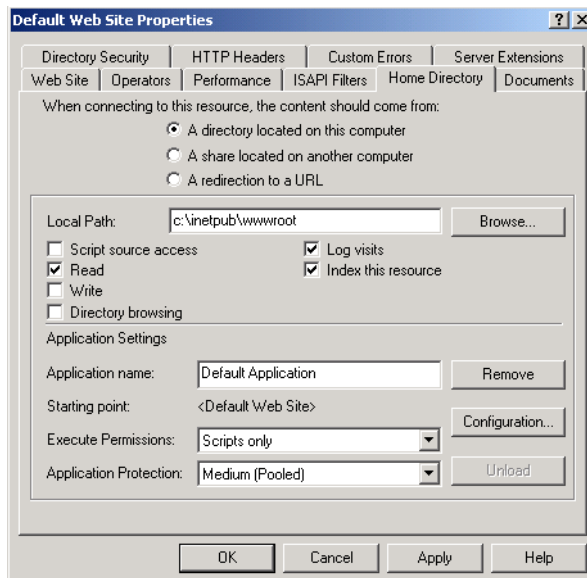 Default Web Site Properties
Directory Security HTTP Headers Custom Errors Server Extensions
Web Site Operators Performance ISAPI Filters Home Directory Documents
When connecting to this resource, the content should come from:
A directory located on this computer
A share located on another computer
A redirection to a URL
Local Path: c:\inetpub\wwwroot Browse...
Script source access Log visits
Read Index this resource
Write
Directory browsing
Application Settings
Application name: Default Application Remove
Starting point: <Default Web Site>
Configuration...
Execute Permissions: Scripts only
Application Protection: Medium (Pooled) Unload
OK Cancel Apply Help